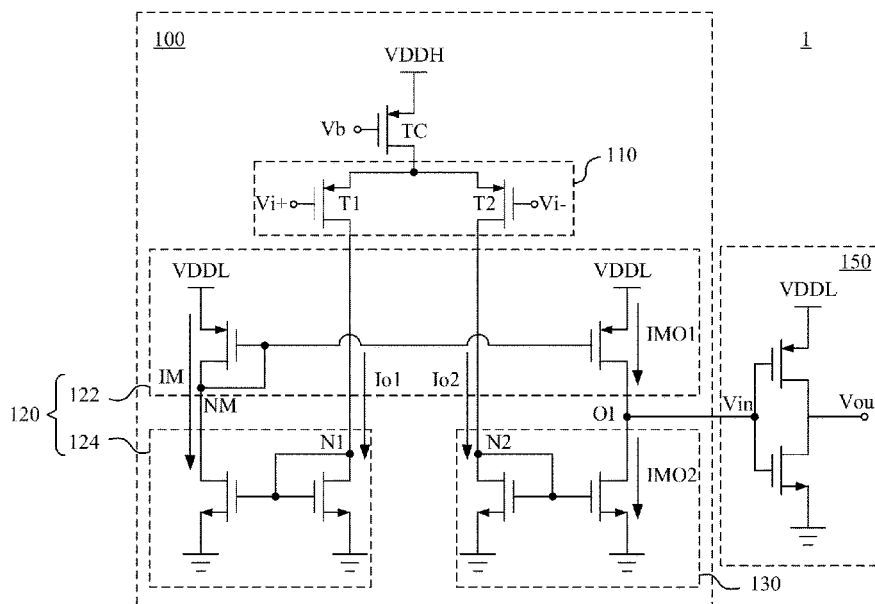 100
1
VDDH
Vb
TC
110
Vi+
T1
T2
Vi-
VDDL
VDDL
150
VDDL
IMO1
IM
122
Io1
Io2
120
NM
O1
Vin
Vou
124
N1
N2
IMO2
130